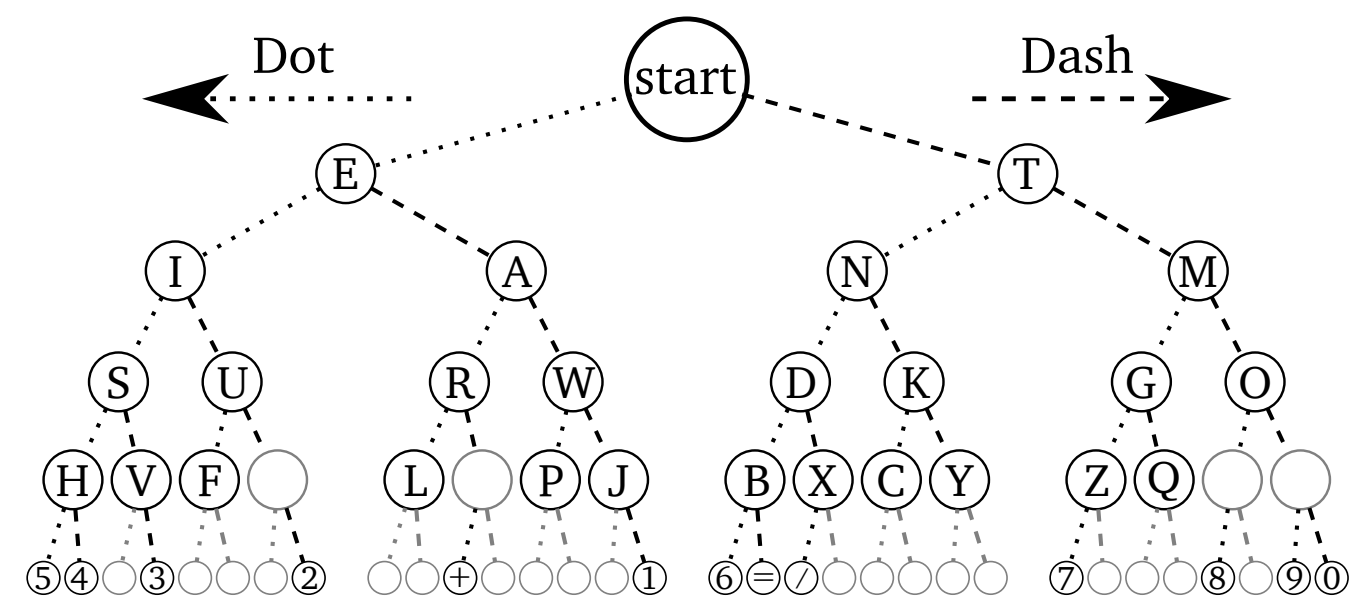 Dot start Dash
E T
I A N M
S U R W D K G O
H V F L P J B X C Y Z Q
5 4 3 2 + 1 6 = / 7 8 9 0